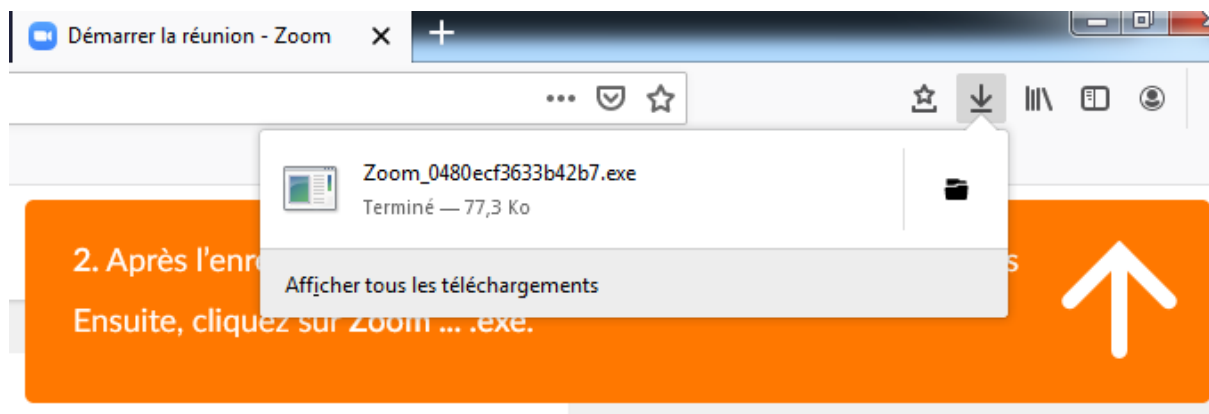 Démarrer la réunion - Zoom
Zoom_0480ecf3633b42b7.exe
Terminé — 77,3 Ko
Afficher tous les téléchargements
2. Après l'enre
s
Ensuite, cliquez sur Zoom ... .exe.